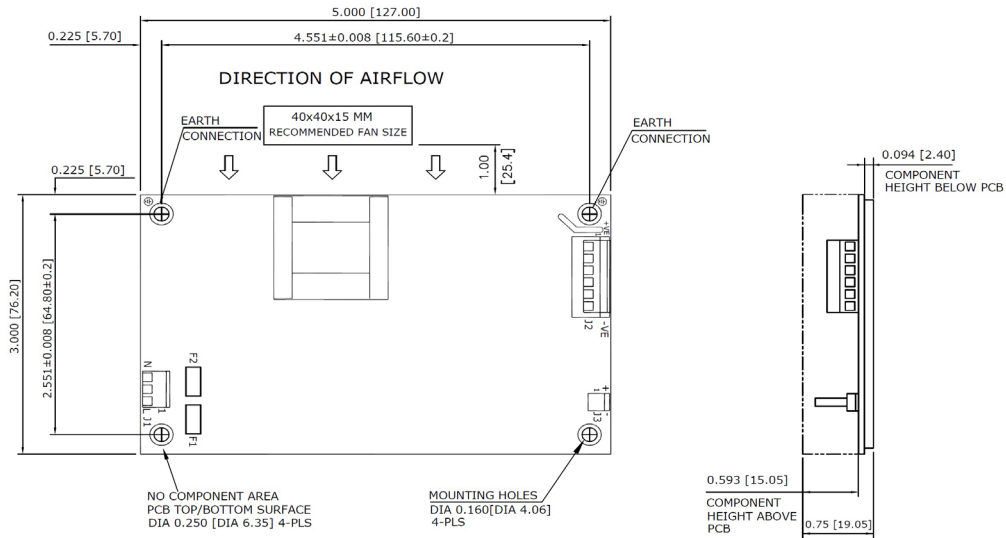 5.000 [127.00]
0.225 [5.70]
4.551±0.008 [115.60±0.2]
DIRECTION OF AIRFLOW
40x40x15 MM
RECOMMENDED FAN SIZE
EARTH
CONNECTION
EARTH
CONNECTION
1.00
[25.4]
0.225 [5.70]
0.094 [2.40]
COMPONENT
HEIGHT BELOW PCB
3.000 [76.20]
2.551±0.008 [64.80±0.2]
+VE
1
J2
-VE
N
L
J1
1
F2
F1
+
1
-
J3
NO COMPONENT AREA
PCB TOP/BOTTOM SURFACE
DIA 0.250 [DIA 6.35] 4-PLS
MOUNTING HOLES
DIA 0.160[DIA 4.06]
4-PLS
0.593 [15.05]
COMPONENT
HEIGHT ABOVE
PCB
0.75 [19.05]